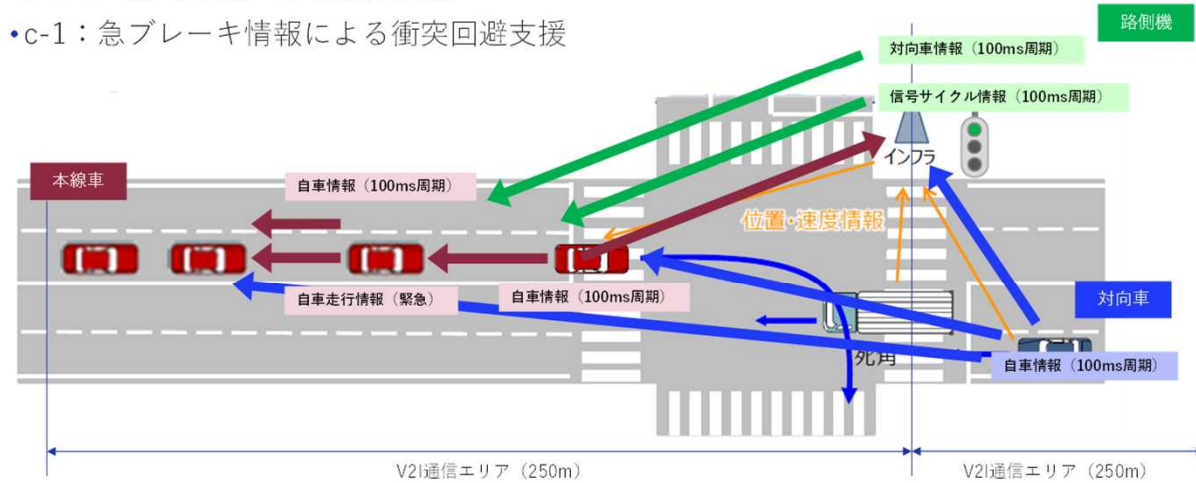 •c-1：急ブレーキ情報による衝突回避支援
路側機
対向車情報（100ms周期）
信号サイクル情報（100ms周期）
インフラ
本線車
自車情報（100ms周期）
位置・速度情報
自車走行情報（緊急）
自車情報（100ms周期）
対向車
死角
自車情報（100ms周期）
V2I通信エリア（250m）
V2I通信エリア（250m）